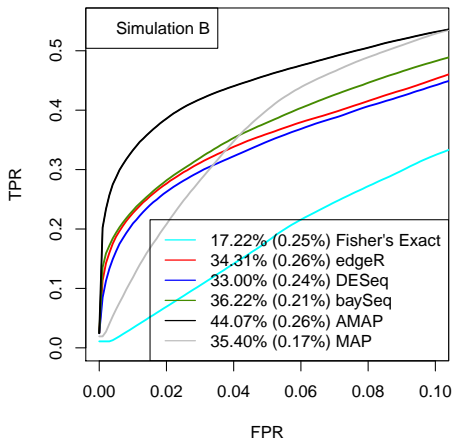 Simulation B
TPR
0.5
0.4
0.3
0.2
0.1
0.0
17.22% (0.25%) Fisher's Exact
34.31% (0.26%) edgeR
33.00% (0.24%) DESeq
36.22% (0.21%) baySeq
44.07% (0.26%) AMAP
35.40% (0.17%) MAP
0.00 0.02 0.04 0.06 0.08 0.10
FPR